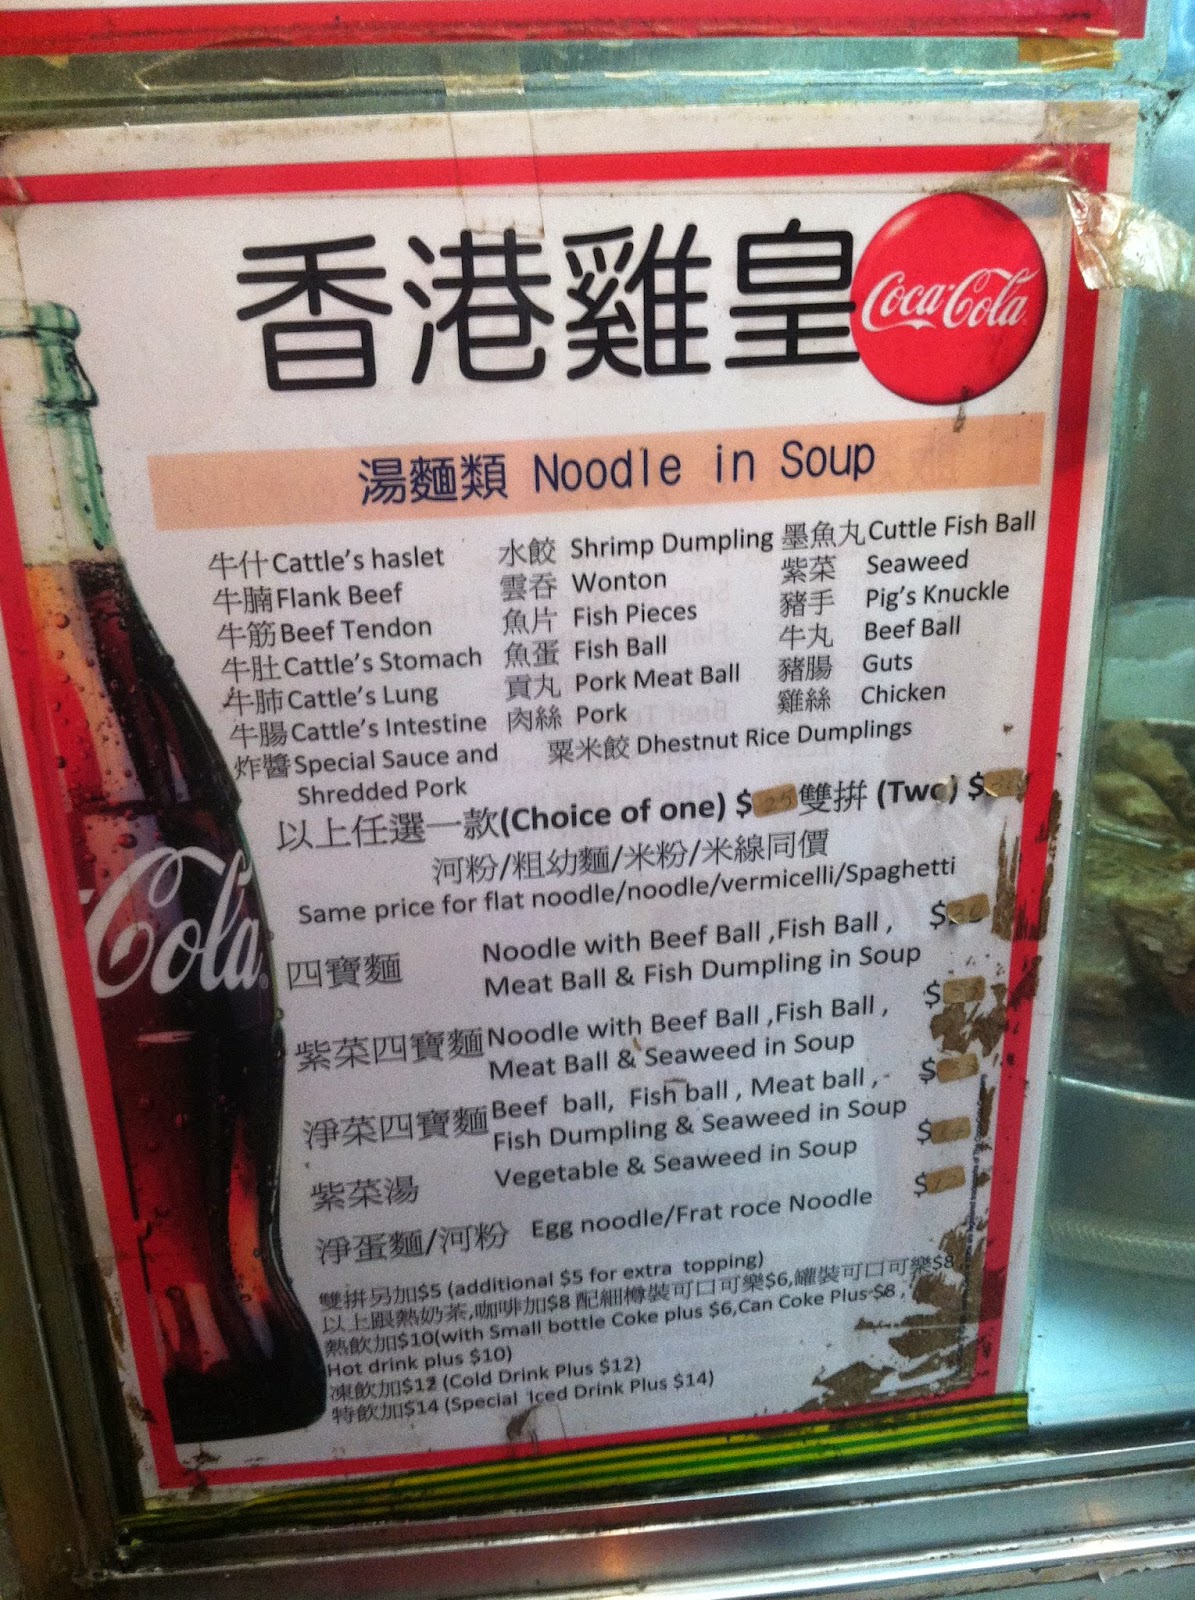 香港雞皇
Coca-Cola
湯麵類 Noodle in Soup
牛什 Cattle's haslet
牛腩 Flank Beef
牛筋 Beef Tendon
牛肚 Cattle's Stomach
牛肺 Cattle's Lung
牛腸 Cattle's Intestine
炸醬 Special Sauce and
Shredded Pork
水餃 Shrimp Dumpling
雲吞 Wonton
魚片 Fish Pieces
魚蛋 Fish Ball
貢丸 Pork Meat Ball
肉絲 Pork
粟米餃 Dhestnut Rice Dumplings
墨魚丸 Cuttle Fish Ball
紫菜 Seaweed
豬手 Pig's Knuckle
牛丸 Beef Ball
豬腸 Guts
雞絲 Chicken
以上任選一款(Choice of one) $25 雙拼 (Two) $
河粉/粗幼麵/米粉/米線同價
Same price for flat noodle/noodle/vermicelli/Spaghetti
四寶麵 Noodle with Beef Ball ,Fish Ball , $
Meat Ball & Fish Dumpling in Soup
紫菜四寶麵 Noodle with Beef Ball ,Fish Ball , $
Meat Ball & Seaweed in Soup
淨菜四寶麵 Beef ball, Fish ball , Meat ball , $
Fish Dumpling & Seaweed in Soup
紫菜湯 Vegetable & Seaweed in Soup $
淨蛋麵/河粉 Egg noodle/Frat roce Noodle $
雙拼另加$5 (additional $5 for extra topping)
以上跟熱奶茶,咖啡加$8 配細樽裝可口可樂$6,罐裝可口可樂$8,
熱飲加$10(with Small bottle Coke plus $6,Can Coke Plus $8 ,
Hot drink plus $10)
凍飲加$12 (Cold Drink Plus $12)
特飲加$14 (Special Iced Drink Plus $14)
Cola